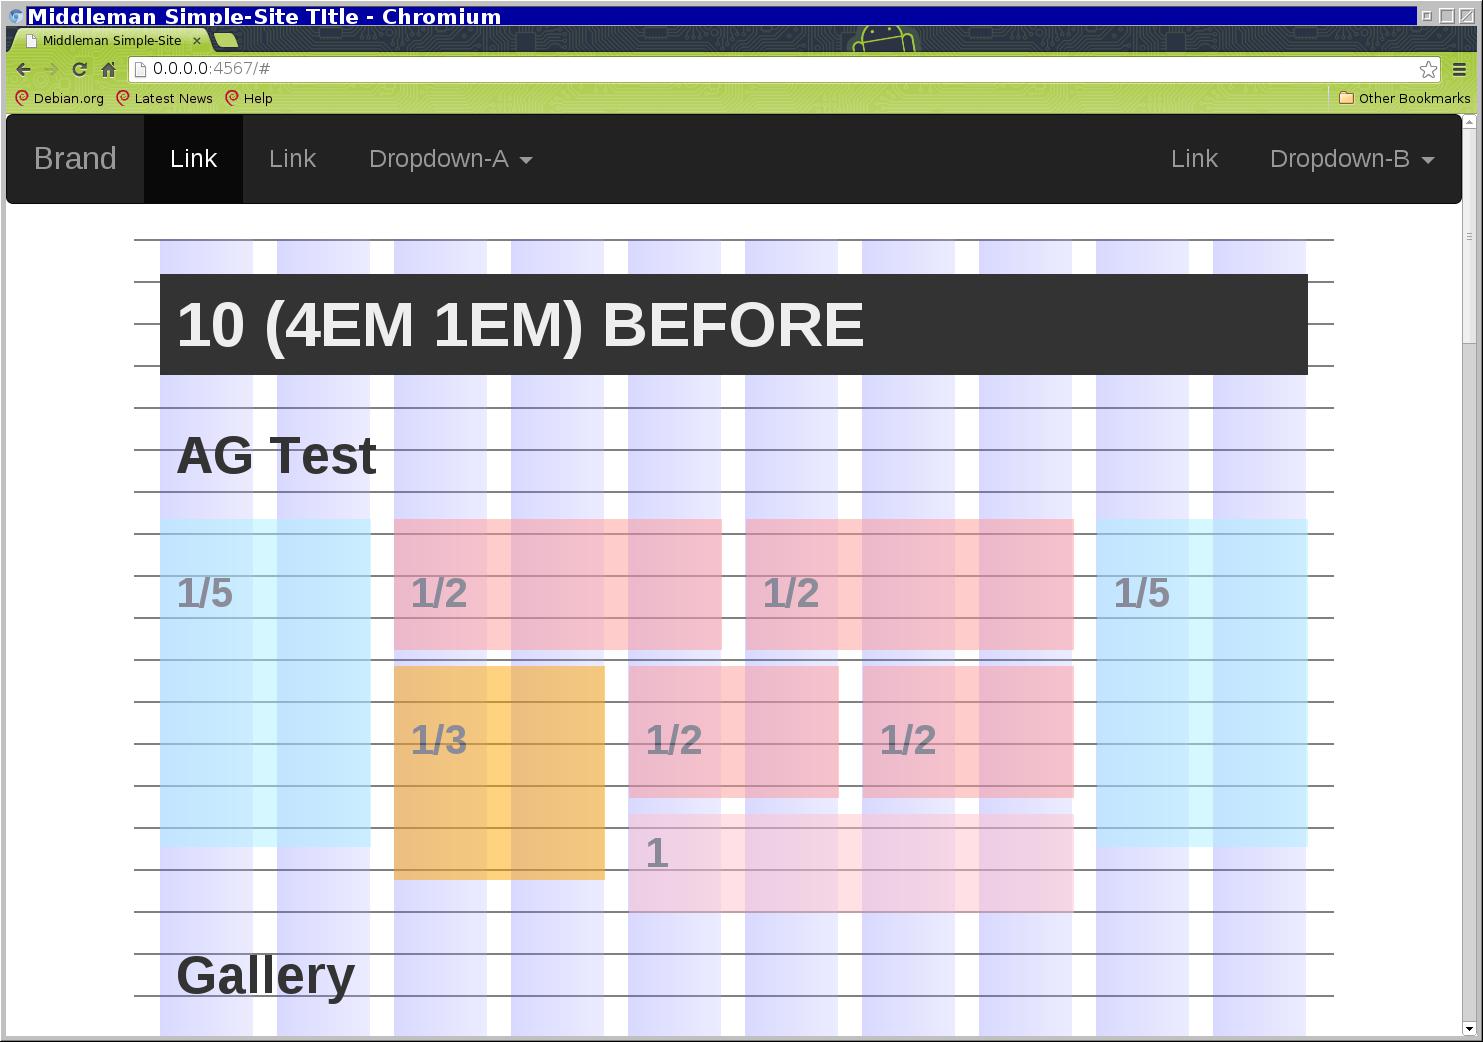 Middleman Simple-Site TItle - Chromium
Middleman Simple-Site ×
0.0.0.0:4567/#
Debian.org Latest News Help Other Bookmarks
Brand Link Link Dropdown-A Link Dropdown-B
10 (4EM 1EM) BEFORE
AG Test
1/5 1/2 1/2 1/5
1/3 1/2 1/2
1
Gallery